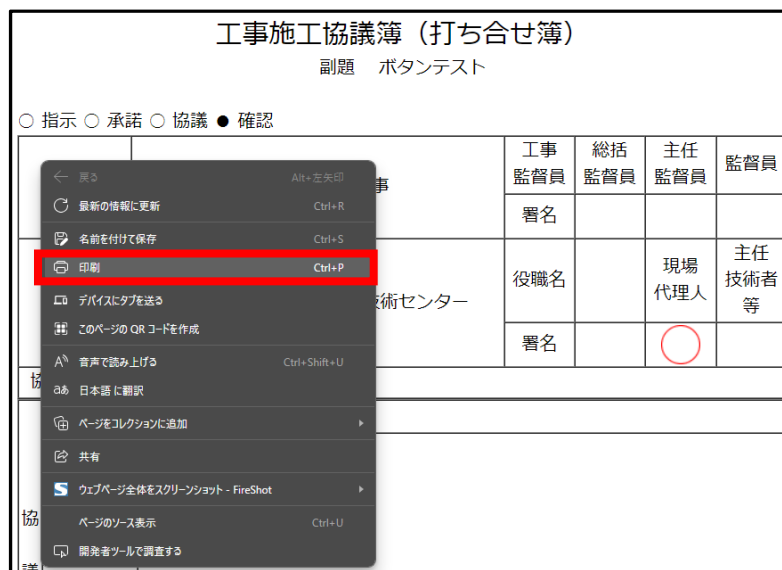 工事施工協議簿（打ち合せ簿）
副題　ボタンテスト
○ 指示 ○ 承諾 ○ 協議 ● 確認
工事
監督員
総括
監督員
主任
監督員
監督員
事
署名
戻る Alt+左矢印
最新の情報に更新 Ctrl+R
名前を付けて保存 Ctrl+S
印刷 Ctrl+P
デバイスにタブを送る
このページの QR コードを作成
音声で読み上げる Ctrl+Shift+U
日本語 に翻訳
ページをコレクションに追加
共有
ウェブページ全体をスクリーンショット - FireShot
ページのソース表示 Ctrl+U
開発者ツールで調査する
役職名
現場
代理人
主任
技術者
等
術センター
署名
協
議